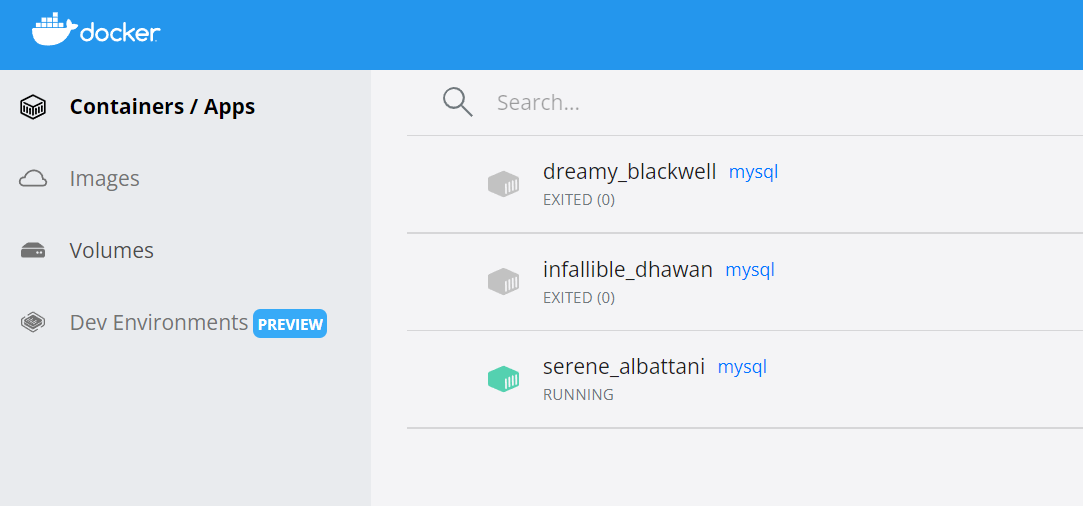 docker
Containers / Apps
Images
Volumes
Dev Environments PREVIEW
Search...
dreamy_blackwell mysql
EXITED (0)
infallible_dhawan mysql
EXITED (0)
serene_albattani mysql
RUNNING